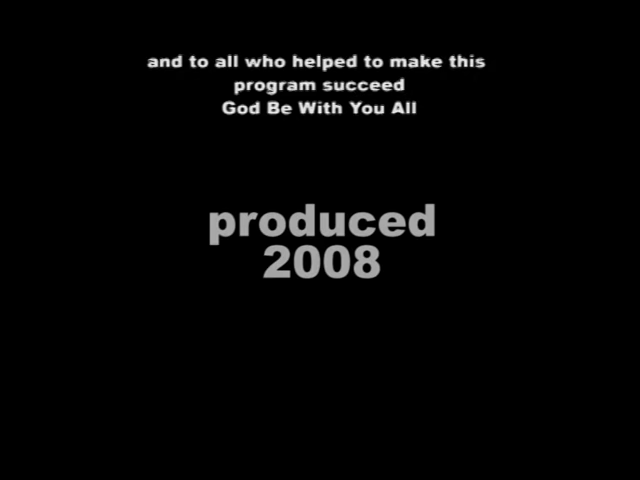 and to all who helped to make this
program succeed
God Be With You All
produced
2008